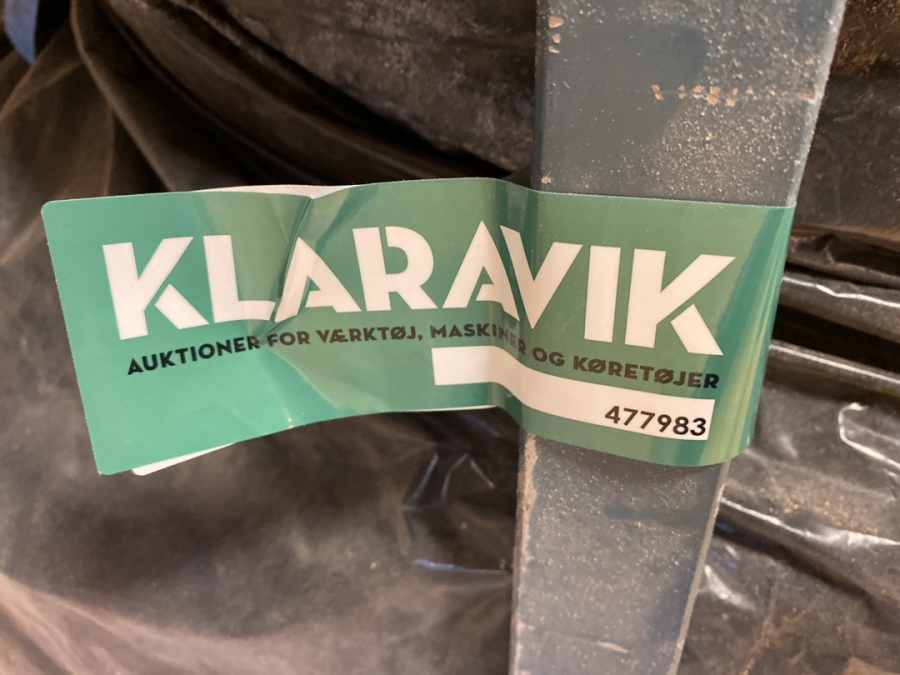 KLARAVIK
AUKTIONER FOR VÆRKTØJ, MASKINER OG KØRETØJER
477983